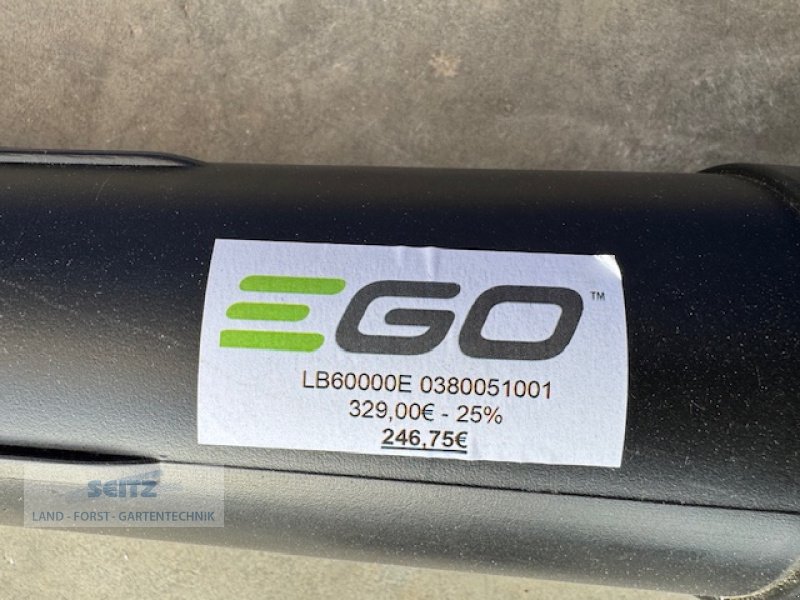 EGO™
LB60000E 0380051001
329,00€ - 25%
246,75€
SEITZ
LAND - FORST - GARTENTECHNIK